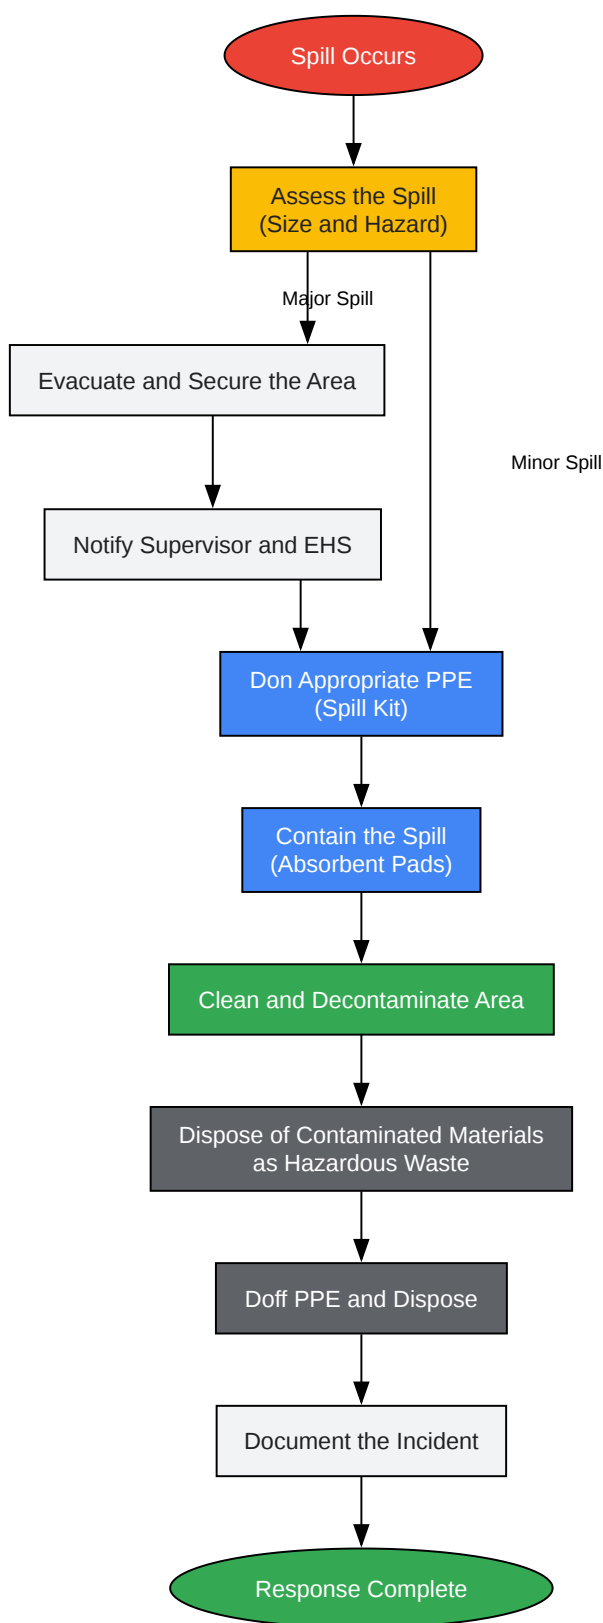 Spill Occurs
Assess the Spill
(Size and Hazard)
Major Spill
Evacuate and Secure the Area
Minor Spill
Notify Supervisor and EHS
Don Appropriate PPE
(Spill Kit)
Contain the Spill
(Absorbent Pads)
Clean and Decontaminate Area
Dispose of Contaminated Materials
as Hazardous Waste
Doff PPE and Dispose
Document the Incident
Response Complete